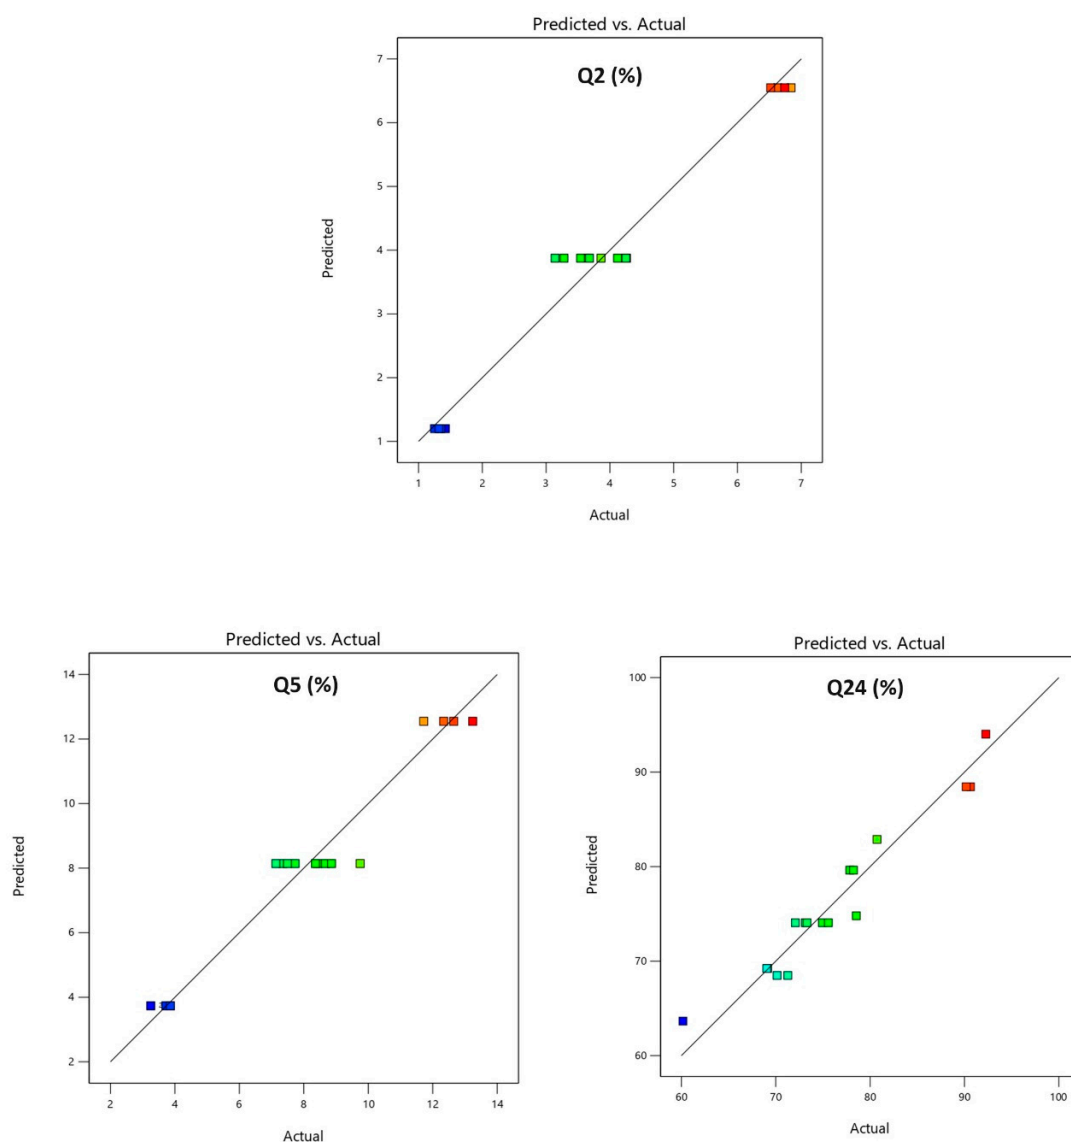 Predicted vs. Actual
Q2 (%)
7
6
5
4
3
2
1
Predicted
1 2 3 4 5 6 7
Actual
Predicted vs. Actual
Q5 (%)
14
12
10
8
6
4
2
Predicted
2 4 6 8 10 12 14
Actual
Predicted vs. Actual
Q24 (%)
100
90
80
70
60
Predicted
60 70 80 90 100
Actual